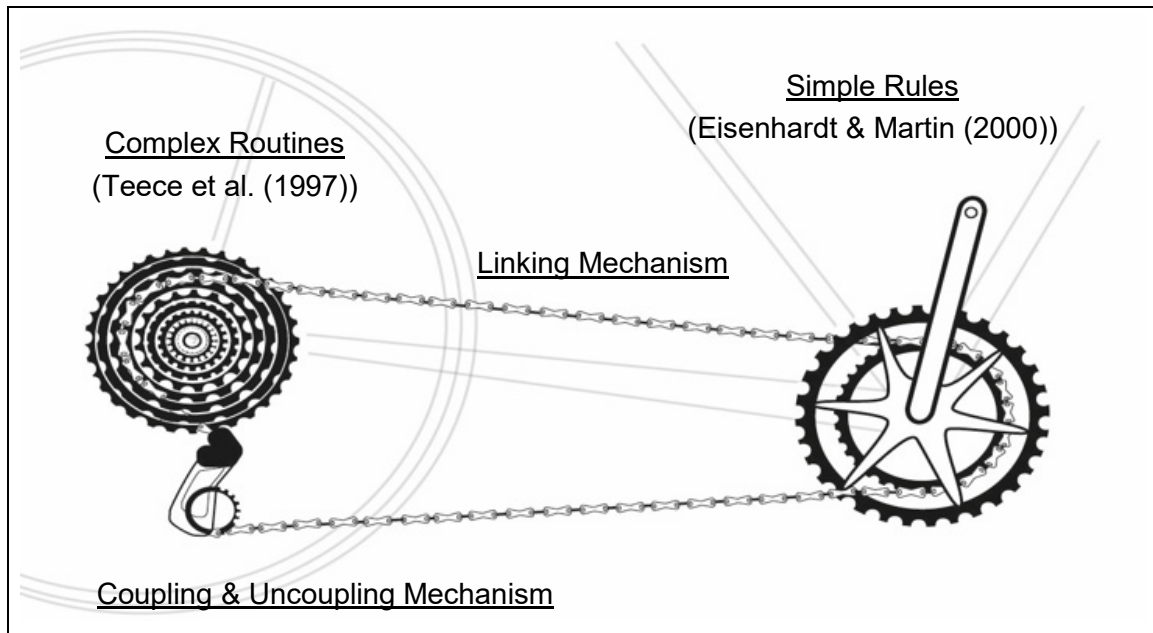 Simple Rules
(Eisenhardt & Martin (2000))
Complex Routines
(Teece et al. (1997))
Linking Mechanism
Coupling & Uncoupling Mechanism